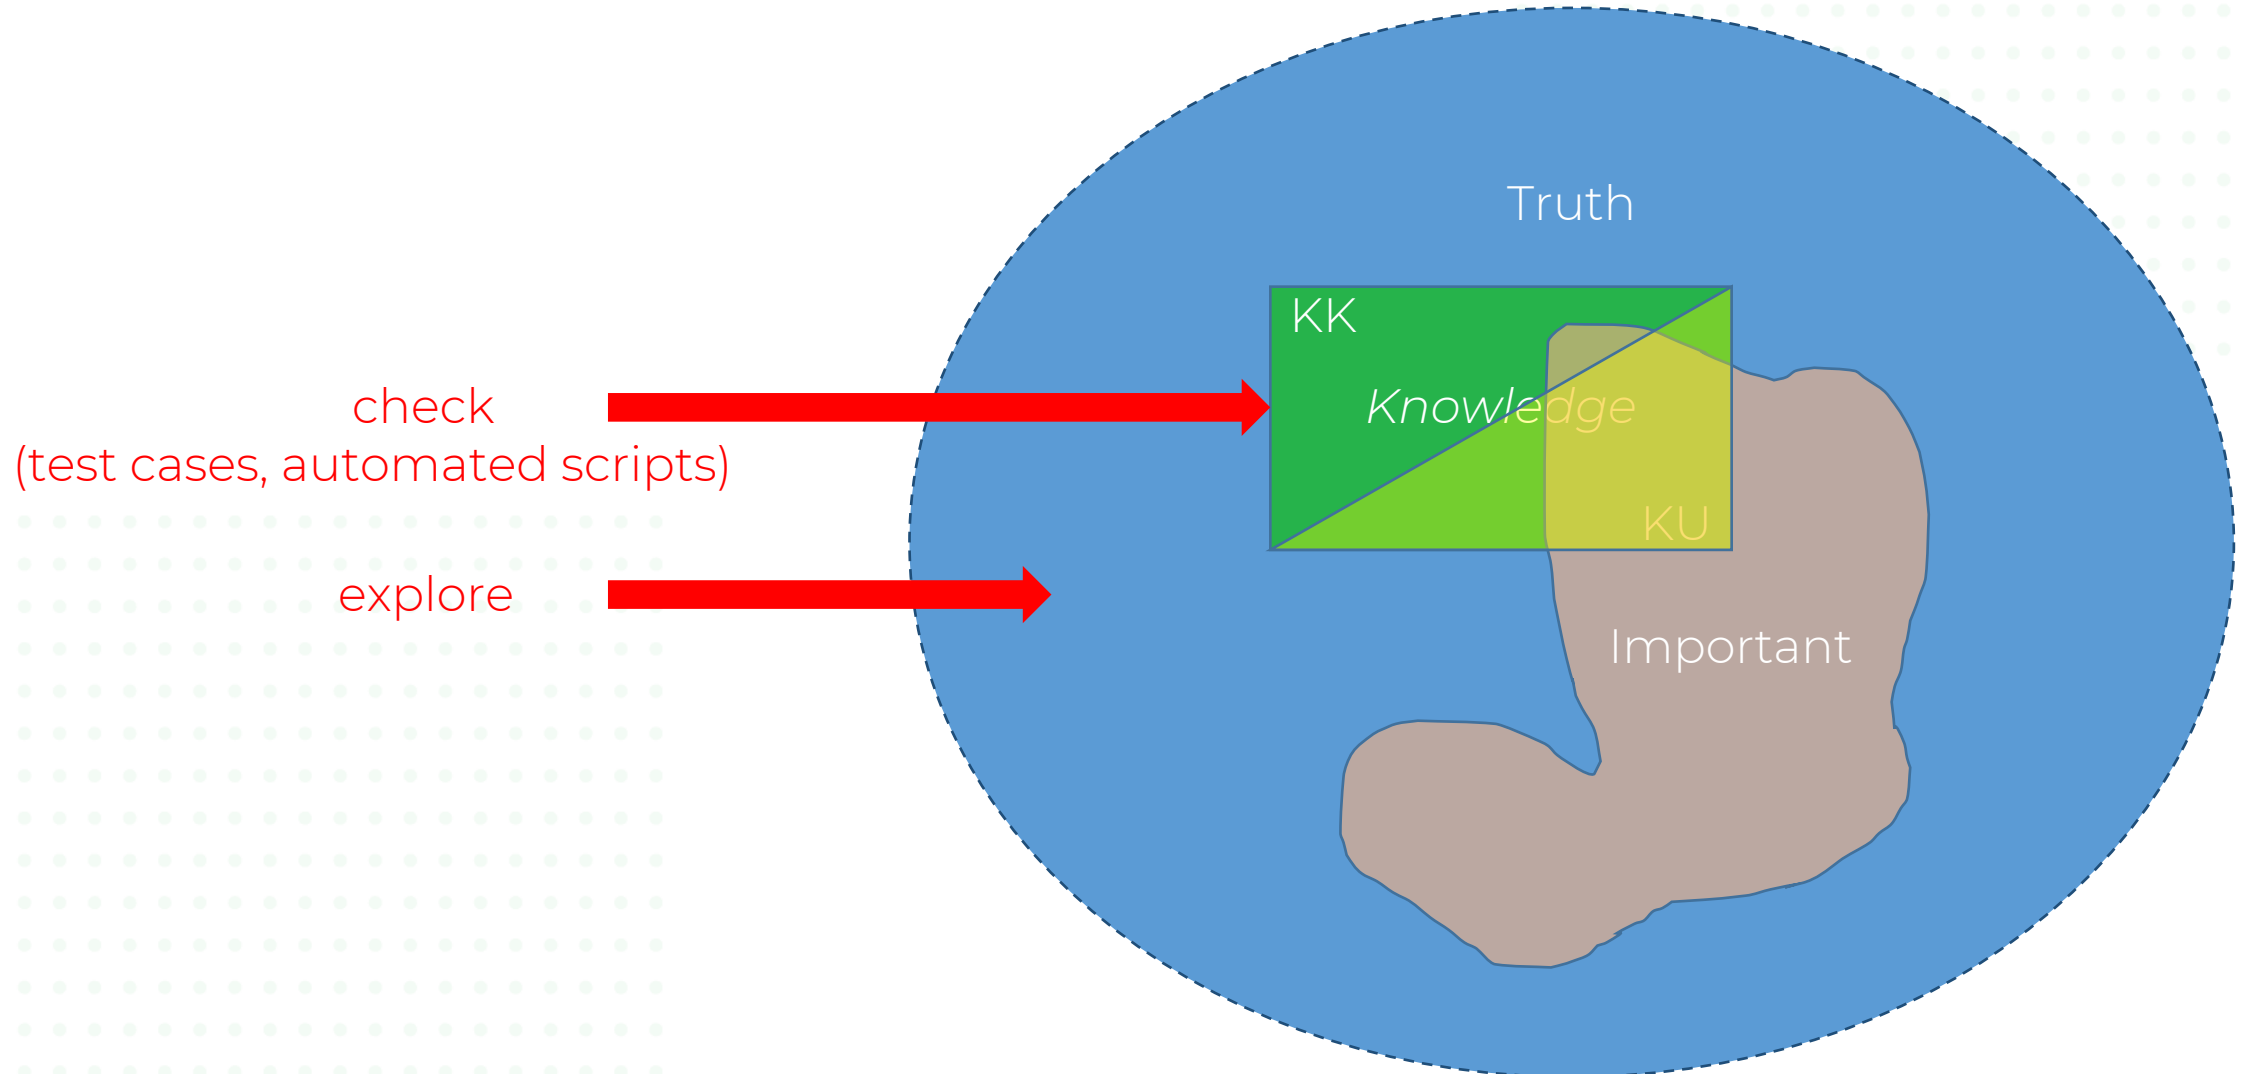 Truth
KK
Knowledge
KU
Important
check
(test cases, automated scripts)
explore